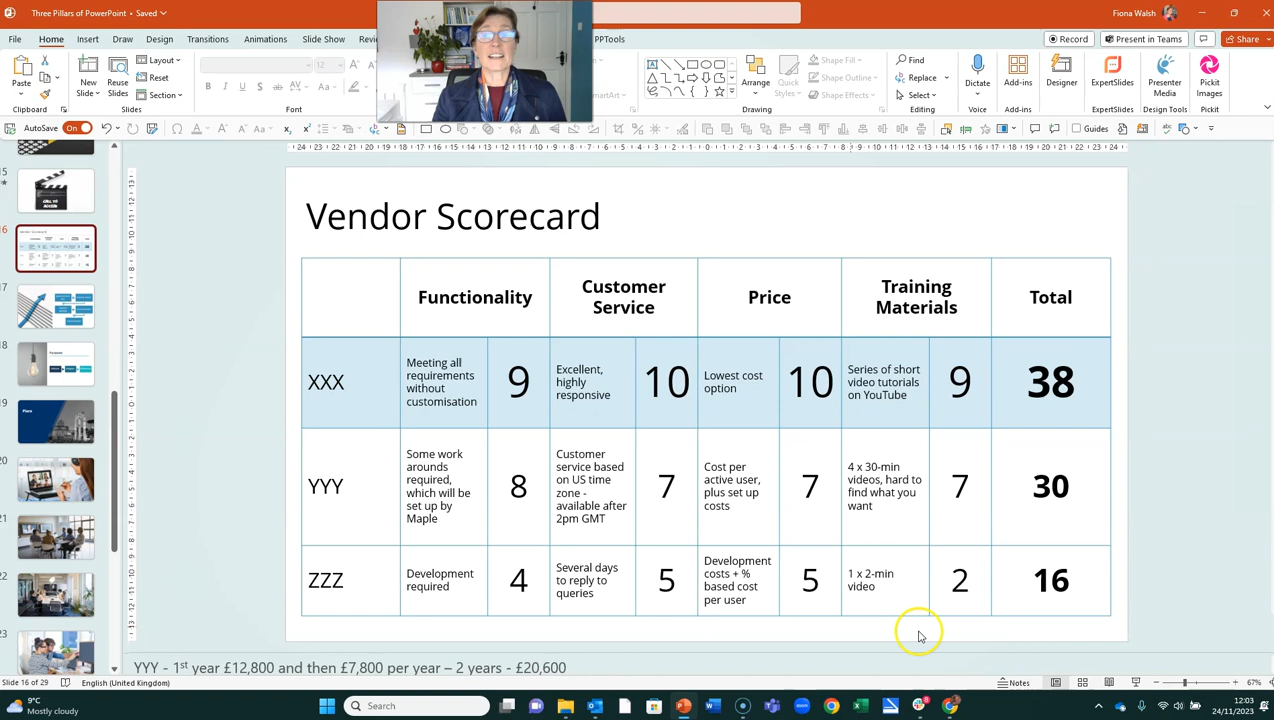 Three Pillars of PowerPoint • Saved
Fiona Walsh
File Home Insert Draw Design Transitions Animations Slide Show PPTools
Record Present in Teams Share
Paste
Clipboard
New Slide
Reuse Slides
Layout
Reset
Section
Slides
12
Font
Drawing
Arrange
Quick Styles
Shape Fill
Shape Outline
Shape Effects
Find
Replace
Select
Editing
Dictate
Voice
Add-ins
Add-ins
Designer
ExpertSlides
ExpertSlides
Presenter Media
Design Tools
Pickit Images
Pickit
AutoSave On
Guides
Vendor Scorecard
Functionality
Customer Service
Price
Training Materials
Total
XXX
Meeting all
requirements
without
customisation
9
Excellent,
highly
responsive
10
Lowest cost
option
10
Series of short
video tutorials
on YouTube
9
38
YYY
Some work
arounds
required,
which will be
set up by
Maple
8
Customer
service based
on US time
zone -
available after
2pm GMT
7
Cost per
active user,
plus set up
costs
7
4 x 30-min
videos, hard to
find what you
want
7
30
ZZZ
Development
required
4
Several days
to reply to
queries
5
Development
costs + %
based cost
per user
5
1 x 2-min
video
2
16
YYY - 1st year £12,800 and then £7,800 per year – 2 years - £20,600
16
17
18
20
21
22
23
Slide 16 of 29
English (United Kingdom)
Notes
67%
9°C
Mostly cloudy
Search
12:03
24/11/2023